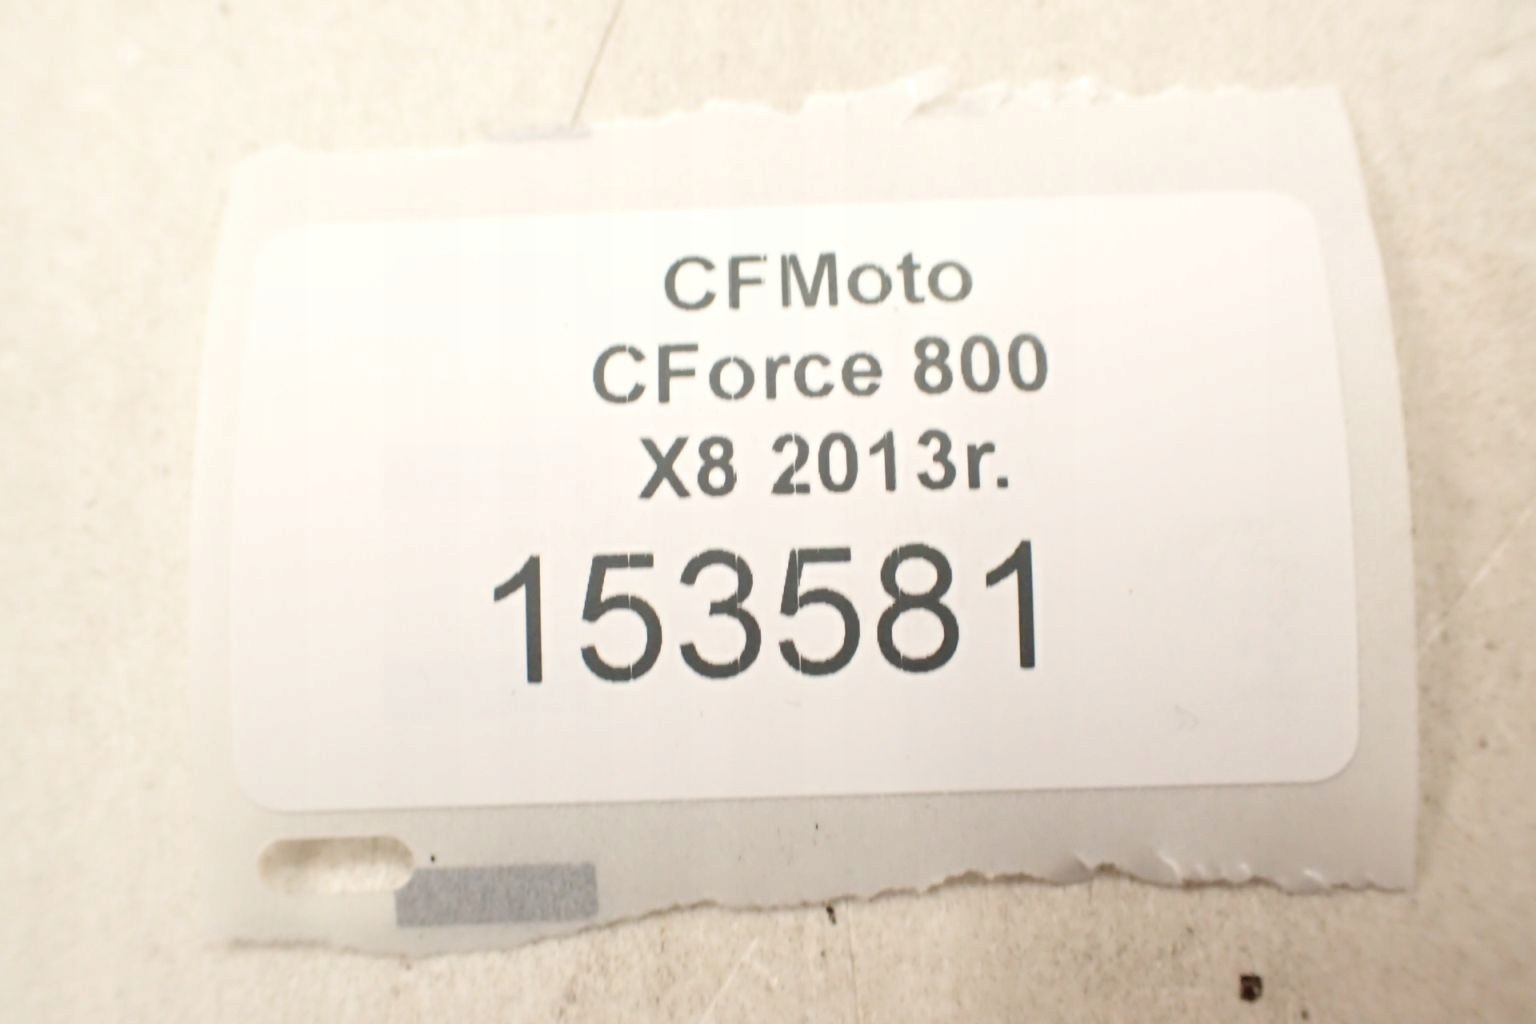 CFMoto
CForce 800
X8 2013r.
153581